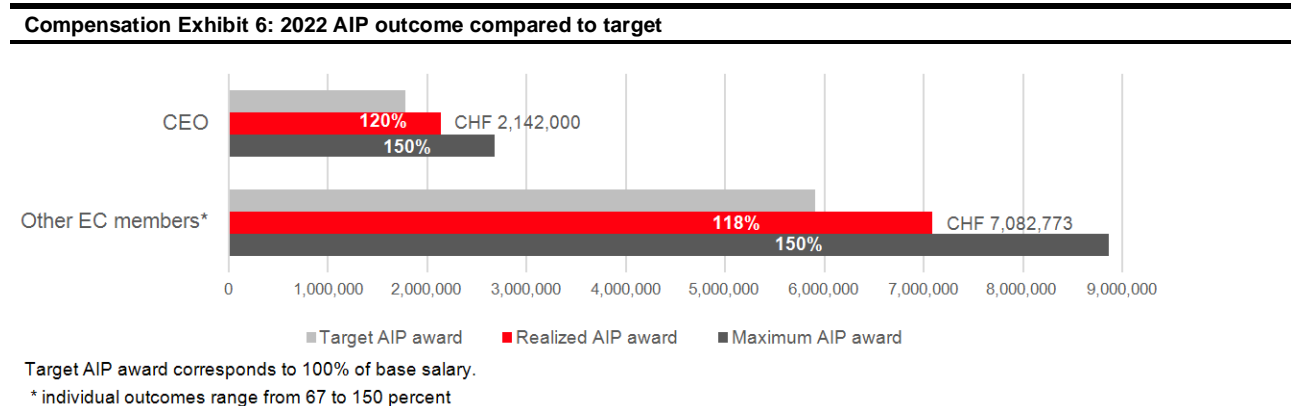 Compensation Exhibit 6: 2022 AIP outcome compared to target
CEO
120%
CHF 2,142,000
150%
Other EC members*
118%
CHF 7,082,773
150%
0 1,000,000 2,000,000 3,000,000 4,000,000 5,000,000 6,000,000 7,000,000 8,000,000 9,000,000
Target AIP award Realized AIP award Maximum AIP award
Target AIP award corresponds to 100% of base salary.
* individual outcomes range from 67 to 150 percent